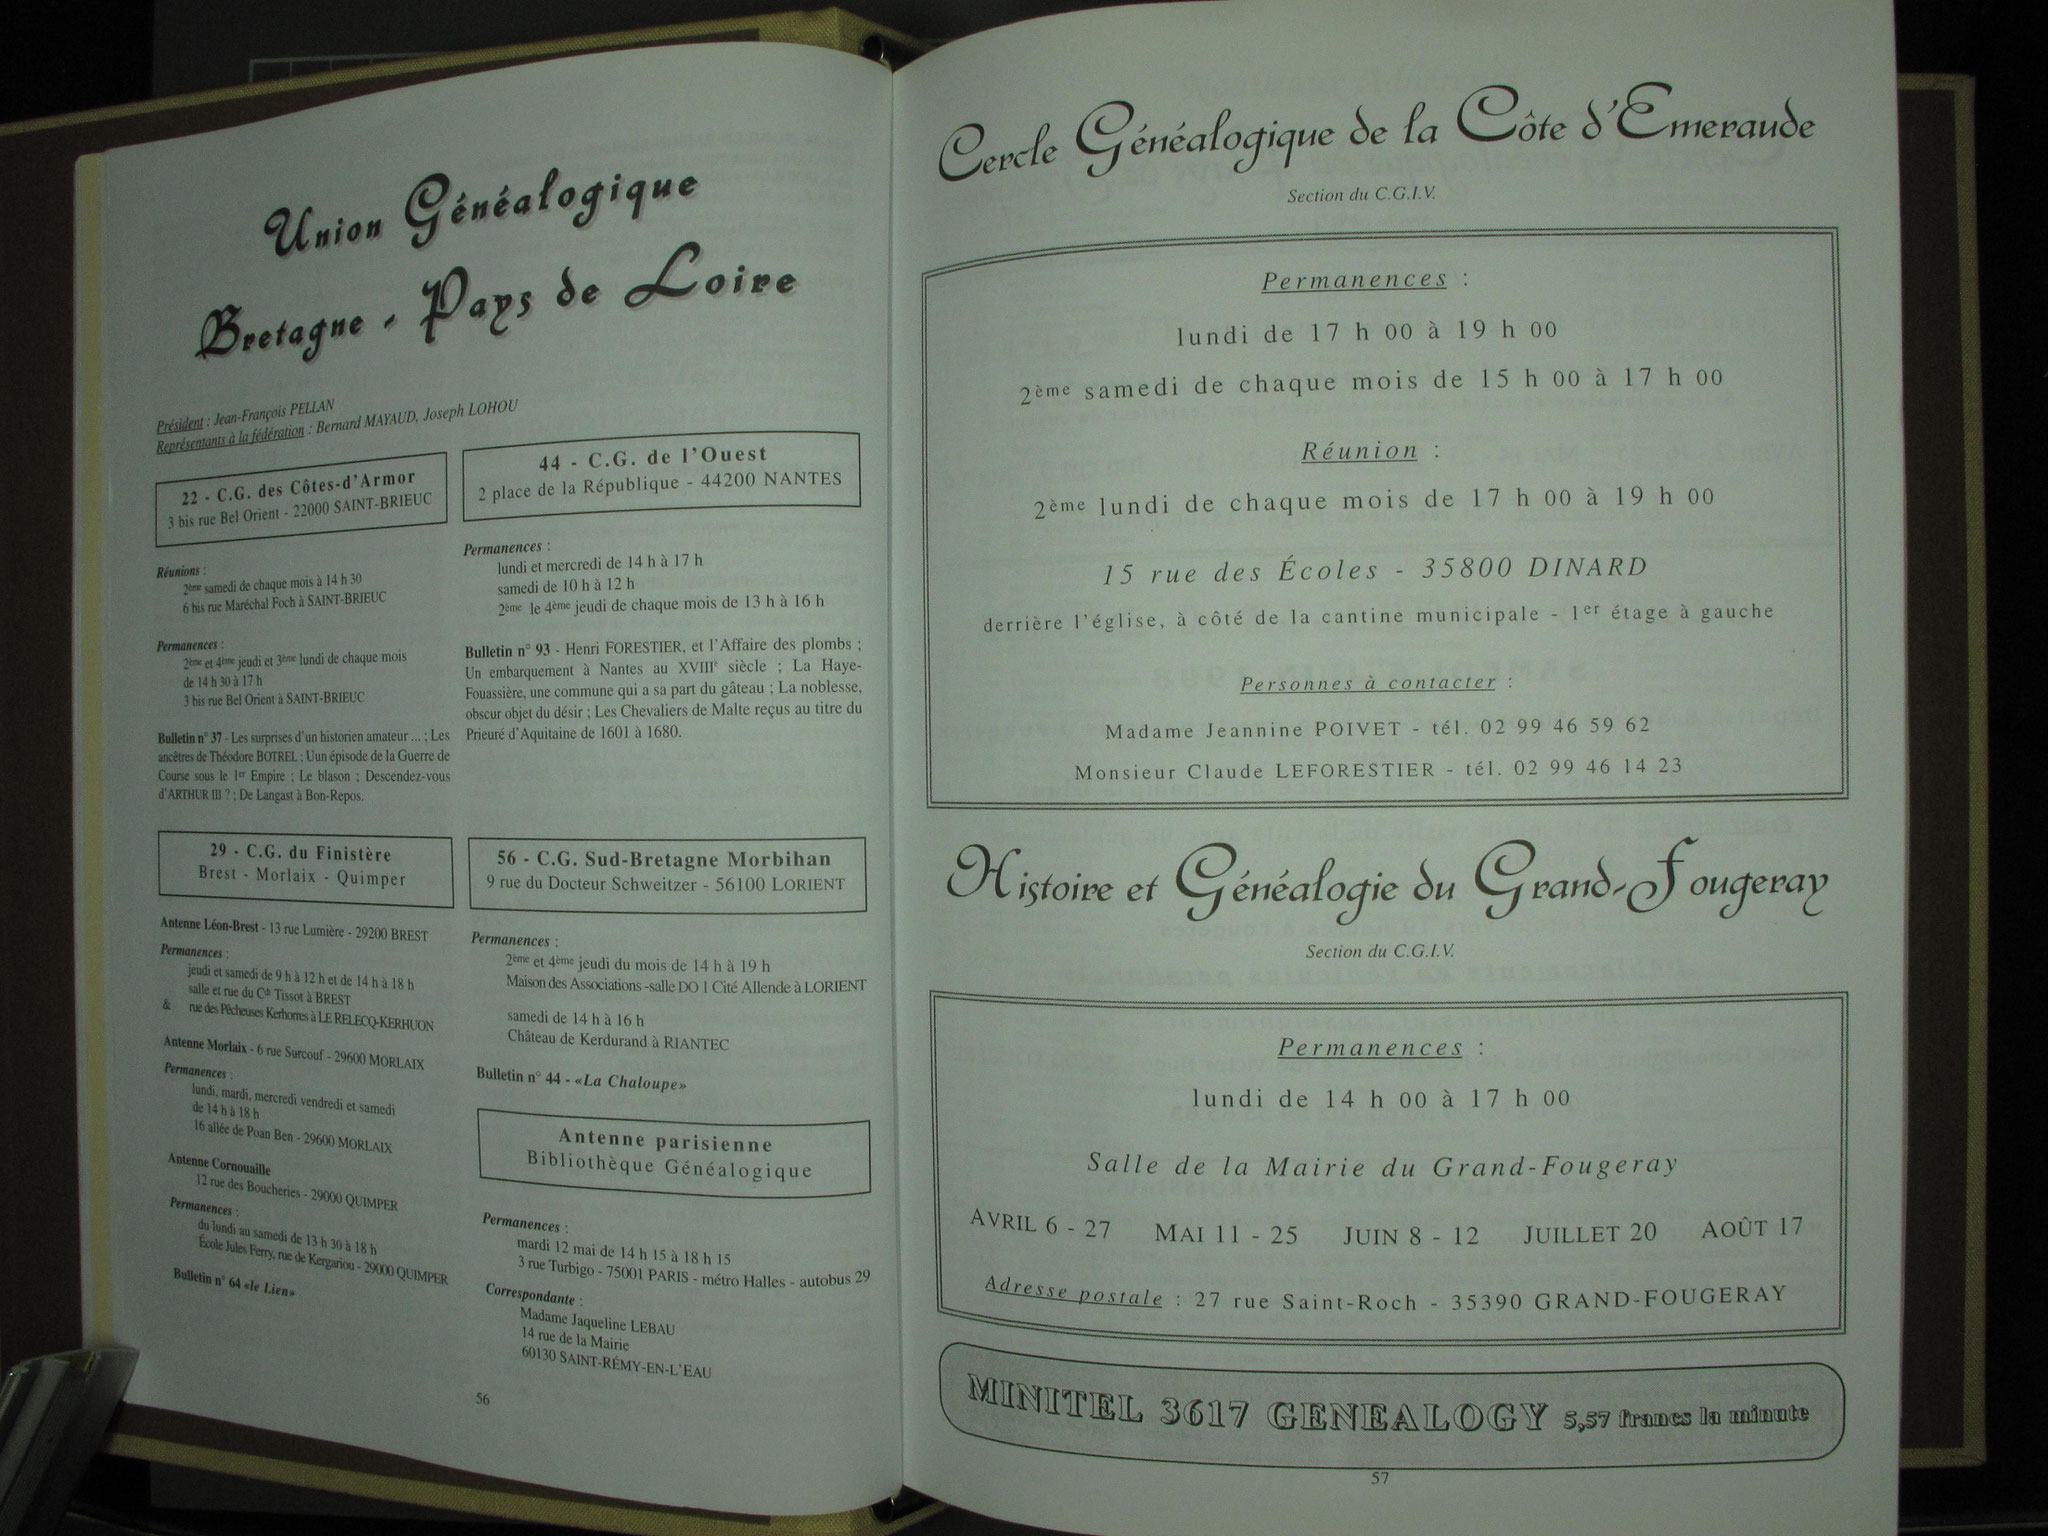 Union Généalogique
Bretagne - Pays de Loire
Président : Jean-François PELLAN
Représentants à la fédération : Bernard MAYAUD, Joseph LOHOU
22 - C.G. des Côtes-d'Armor
3 bis rue Bel Orient - 22000 SAINT-BRIEUC
Réunions :
2ème samedi de chaque mois à 14 h 30
6 bis rue Maréchal Foch à SAINT-BRIEUC
Permanences :
2ème et 4ème jeudi et 3ème lundi de chaque mois
de 14 h 30 à 17 h
3 bis rue Bel Orient à SAINT-BRIEUC
Bulletin n° 37 - Les surprises d'un historien amateur ... ; Les
ancêtres de Théodore BOTREL ; Uun épisode de la Guerre de
Course sous le 1er Empire ; Le blason ; Descendez-vous
d'ARTHUR III ? ; De Langast à Bon-Repos.
29 - C.G. du Finistère
Brest - Morlaix - Quimper
Antenne Léon-Brest - 13 rue Lumière - 29200 BREST
Permanences :
jeudi et samedi de 9 h à 12 h et de 14 h à 18 h
salle et rue du Cdt Tissot à BREST
& rue des Pêcheuses Kerhorres à LE RELECQ-KERHUON
Antenne Morlaix - 6 rue Surcouf - 29600 MORLAIX
Permanences :
lundi, mardi, mercredi vendredi et samedi
de 14 h à 18 h
16 allée de Poan Ben - 29600 MORLAIX
Antenne Cornouaille
12 rue des Boucheries - 29000 QUIMPER
Permanences :
du lundi au samedi de 13 h 30 à 18 h
École Jules Ferry, rue de Kergariou - 29000 QUIMPER
Bulletin n° 64 «le Lien»
44 - C.G. de l'Ouest
2 place de la République - 44200 NANTES
Permanences :
lundi et mercredi de 14 h à 17 h
samedi de 10 h à 12 h
2ème le 4ème jeudi de chaque mois de 13 h à 16 h
Bulletin n° 93 - Henri FORESTIER, et l'Affaire des plombs ;
Un embarquement à Nantes au XVIIIe siècle ; La Haye-
Fouassière, une commune qui a sa part du gâteau ; La noblesse,
obscur objet du désir ; Les Chevaliers de Malte reçus au titre du
Prieuré d'Aquitaine de 1601 à 1680.
56 - C.G. Sud-Bretagne Morbihan
9 rue du Docteur Schweitzer - 56100 LORIENT
Permanences :
2ème et 4ème jeudi du mois de 14 h à 19 h
Maison des Associations -salle DO 1 Cité Allende à LORIENT
samedi de 14 h à 16 h
Château de Kerdurand à RIANTEC
Bulletin n° 44 - «La Chaloupe»
Antenne parisienne
Bibliothèque Généalogique
Permanences :
mardi 12 mai de 14 h 15 à 18 h 15
3 rue Turbigo - 75001 PARIS - métro Halles - autobus 29
Correspondante :
Madame Jaqueline LEBAU
14 rue de la Mairie
60130 SAINT-RÉMY-EN-L'EAU
56
Cercle Généalogique de la Côte d'Emeraude
Section du C.G.I.V.
Permanences :
lundi de 17 h 00 à 19 h 00
2ème samedi de chaque mois de 15 h 00 à 17 h 00
Réunion :
2ème lundi de chaque mois de 17 h 00 à 19 h 00
15 rue des Écoles - 35800 DINARD
derrière l'église, à côté de la cantine municipale - 1er étage à gauche
Personnes à contacter :
Madame Jeannine POIVET - tél. 02 99 46 59 62
Monsieur Claude LEFORESTIER - tél. 02 99 46 14 23
Histoire et Généalogie du Grand-Fougeray
Section du C.G.I.V.
Permanences :
lundi de 14 h 00 à 17 h 00
Salle de la Mairie du Grand-Fougeray
AVRIL 6 - 27 MAI 11 - 25 JUIN 8 - 12 JUILLET 20 AOÛT 17
Adresse postale : 27 rue Saint-Roch - 35390 GRAND-FOUGERAY
MINITEL 3617 GENEALOGY 5,57 francs la minute
57